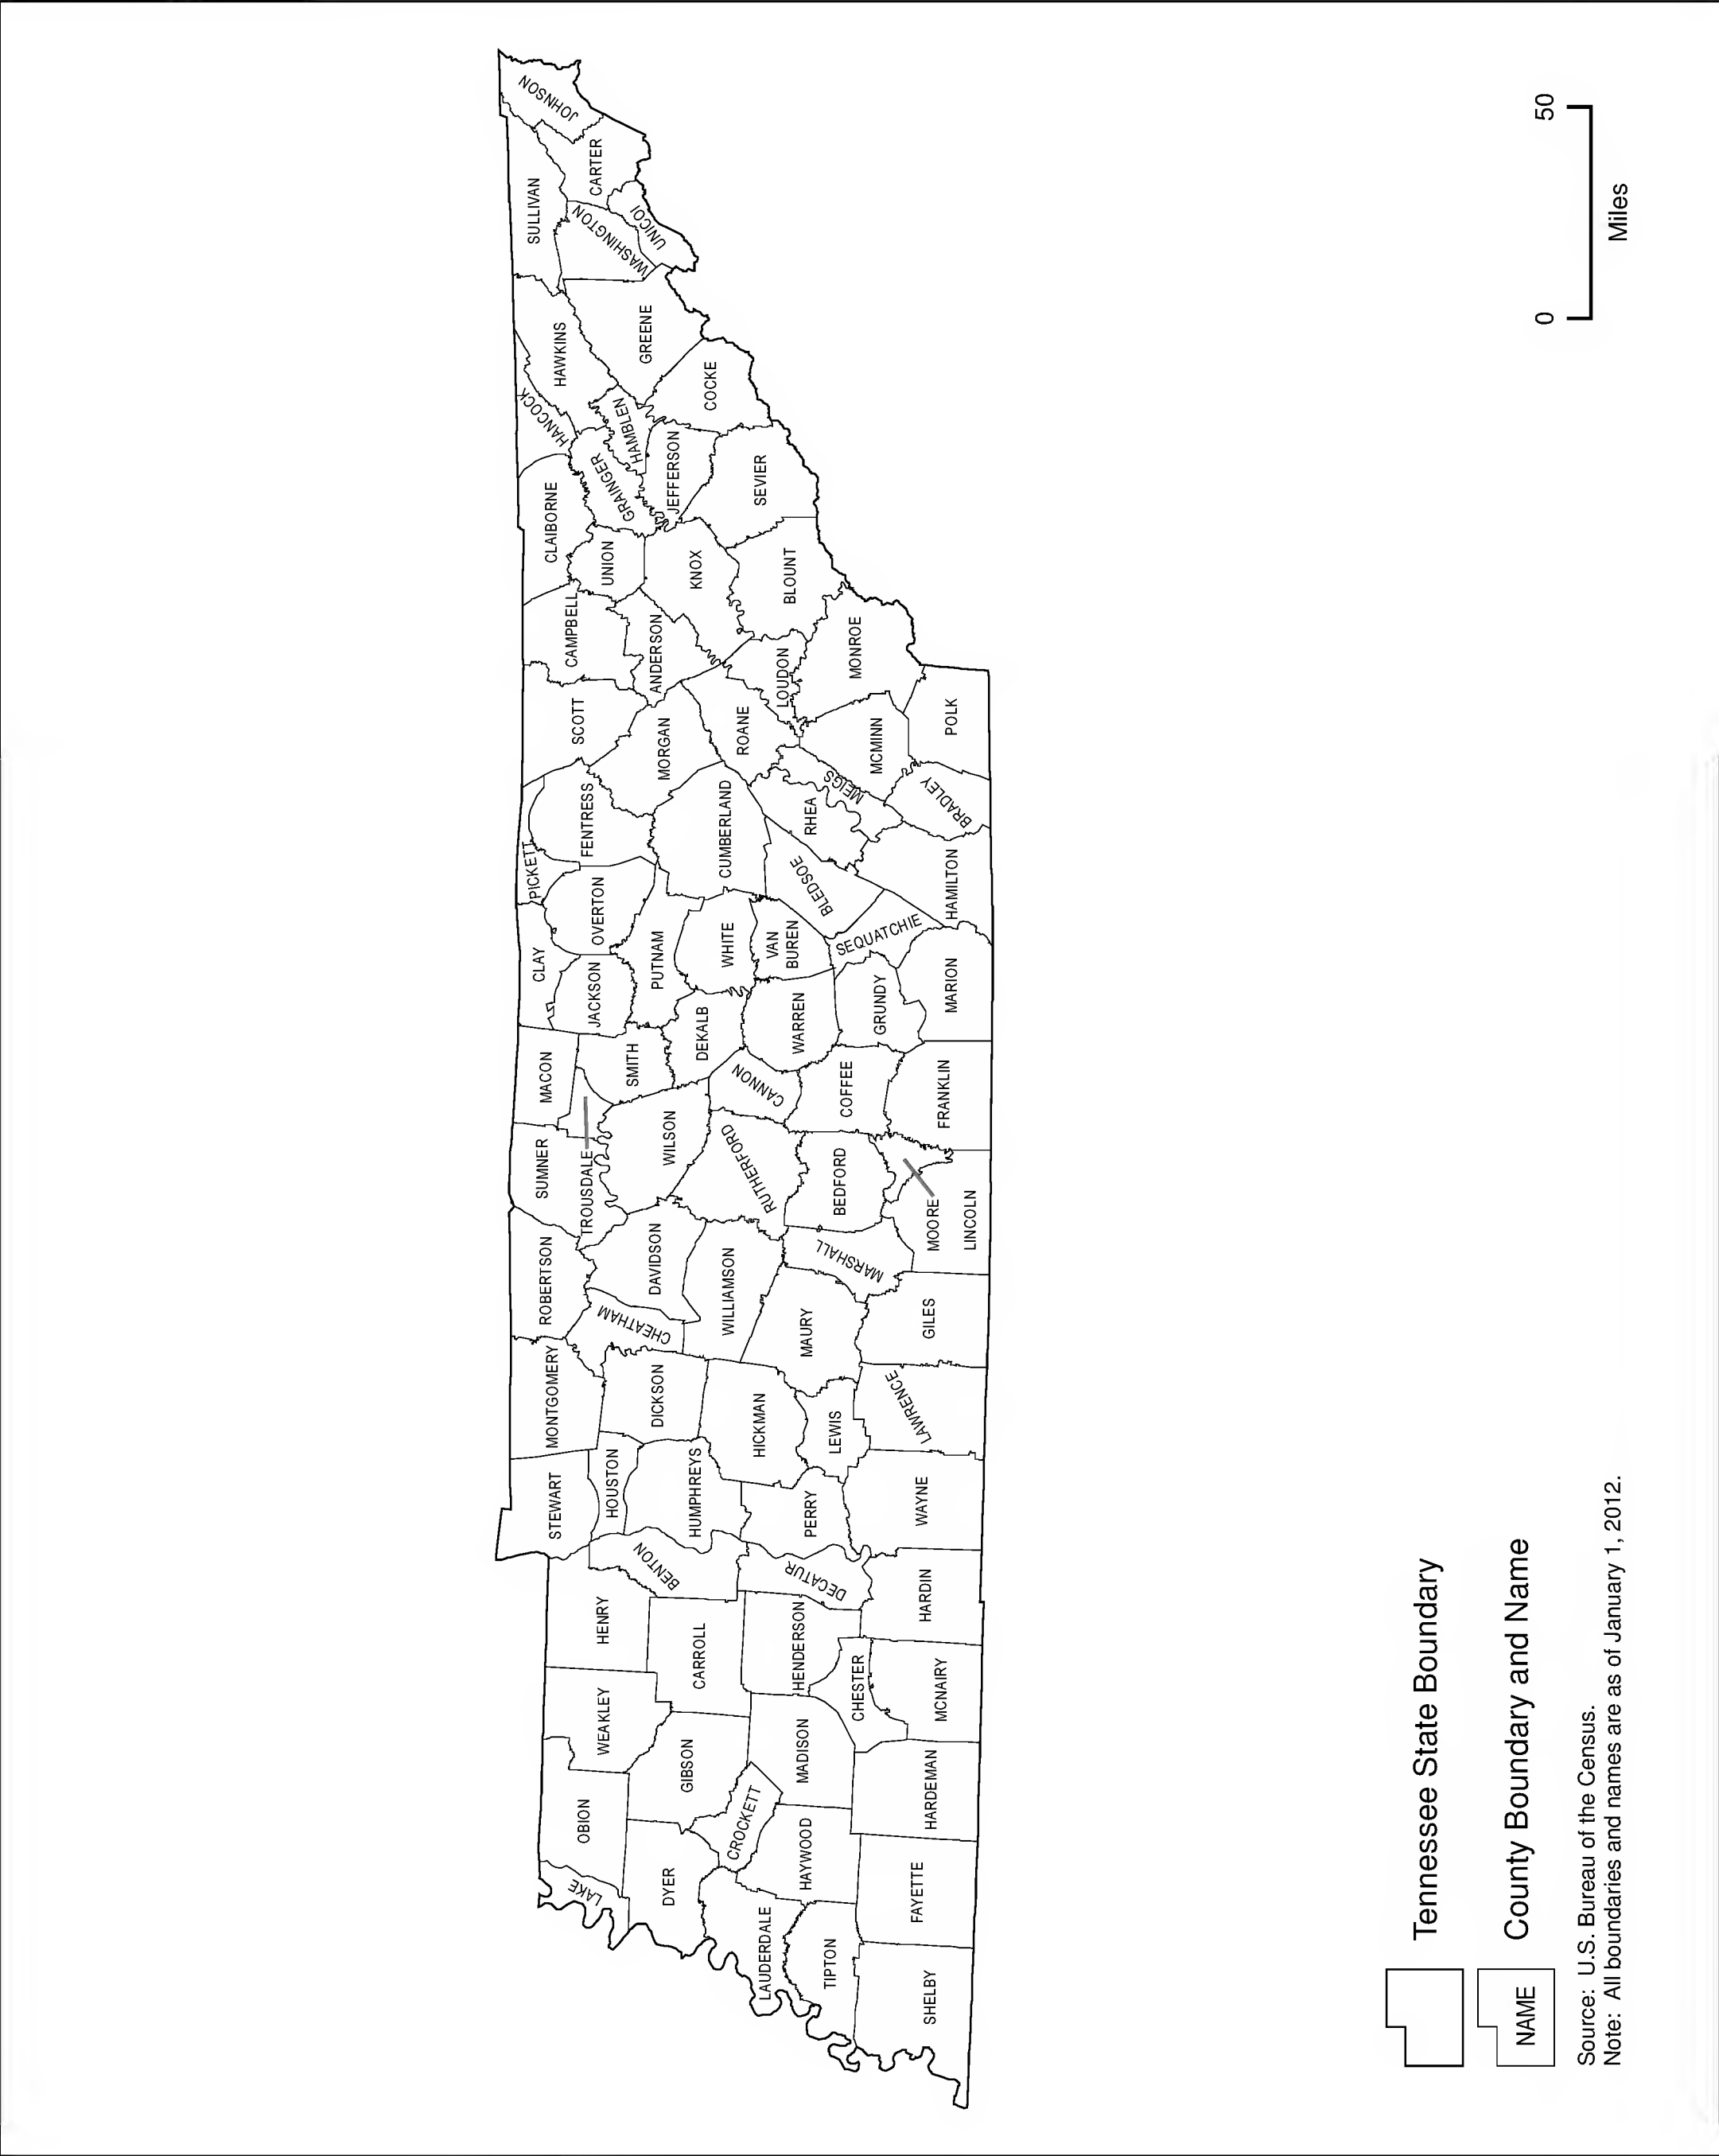 LAKE
OBION
WEAKLEY
HENRY
STEWART
MONTGOMERY
ROBERTSON
SUMNER
MACON
CLAY
PICKETT
SCOTT
CAMPBELL
CLAIBORNE
HANCOCK
HAWKINS
SULLIVAN
JOHNSON
DYER
GIBSON
CARROLL
BENTON
HOUSTON
HUMPHREYS
DICKSON
CHEATHAM
DAVIDSON
TROUSDALE
WILSON
SMITH
JACKSON
PUTNAM
OVERTON
FENTRESS
MORGAN
ANDERSON
UNION
GRAINGER
HAMBLEN
JEFFERSON
GREENE
WASHINGTON
UNICOI
CARTER
LAUDERDALE
CROCKETT
HAYWOOD
MADISON
HENDERSON
DECATUR
PERRY
HICKMAN
WILLIAMSON
MAURY
RUTHERFORD
CANNON
DEKALB
WARREN
WHITE
VAN
BUREN
CUMBERLAND
BLEDSOE
RHEA
ROANE
LOUDON
KNOX
BLOUNT
SEVIER
COCKE
TIPTON
CHESTER
LEWIS
MARSHALL
BEDFORD
COFFEE
GRUNDY
SEQUATCHIE
MEIGS
MCMINN
MONROE
SHELBY
FAYETTE
HARDEMAN
MCNAIRY
HARDIN
WAYNE
LAWRENCE
GILES
MOORE
LINCOLN
FRANKLIN
MARION
HAMILTON
BRADLEY
POLK
Tennessee State Boundary
NAME
County Boundary and Name
Source: U.S. Bureau of the Census.
Note: All boundaries and names are as of January 1, 2012.
0 50
Miles